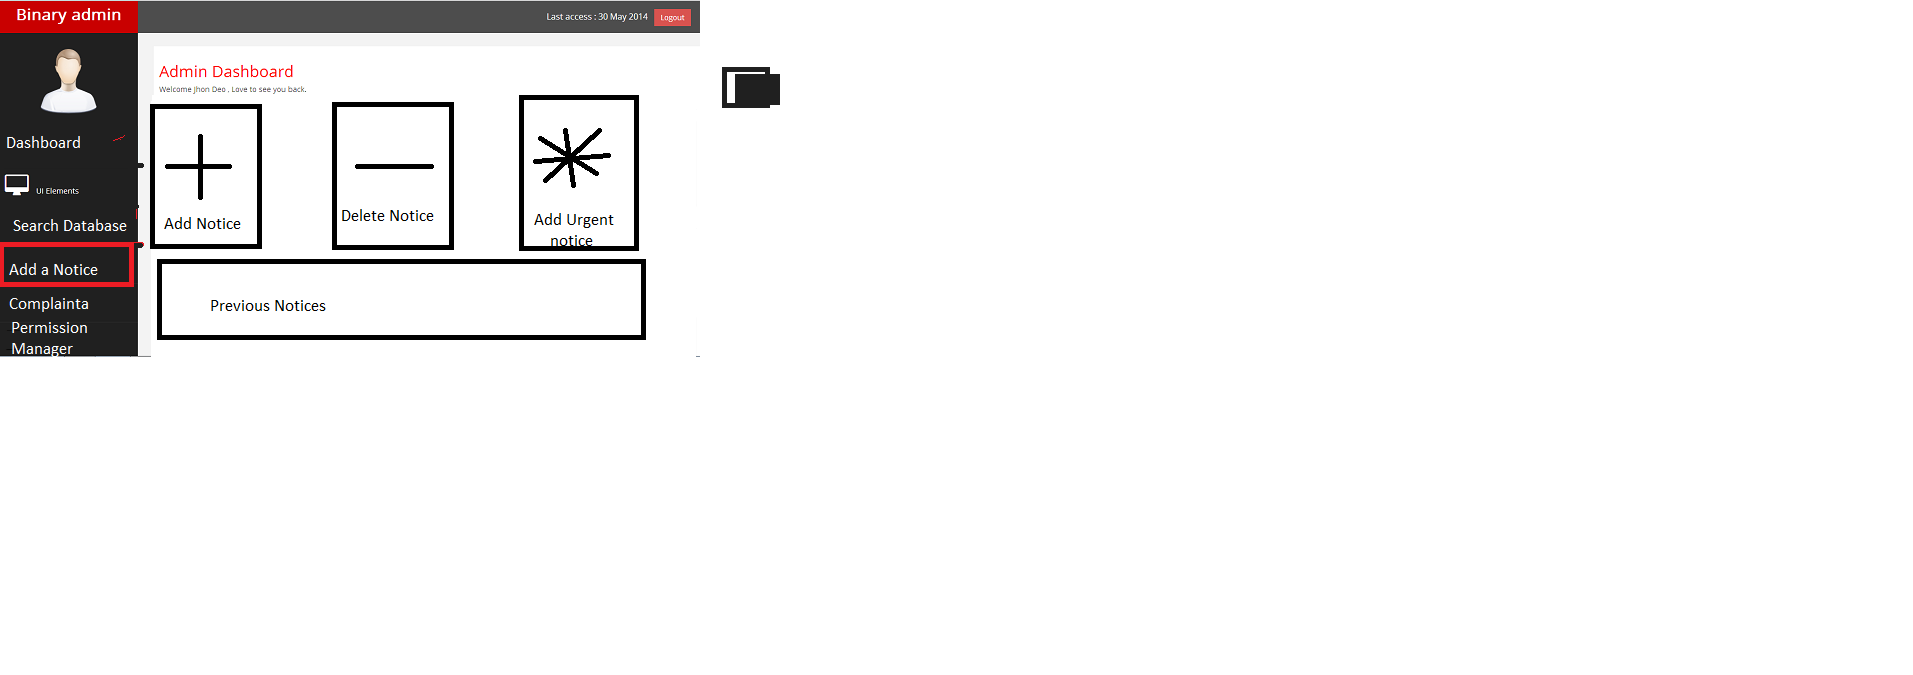 Binary admin
Last access : 30 May 2014 Logout
Admin Dashboard
Welcome Jhon Deo , Love to see you back.
Dashboard
UI Elements
Search Database
Add a Notice
Complainta
Permission
Manager
Add Notice
Delete Notice
Add Urgent
notice
Previous Notices